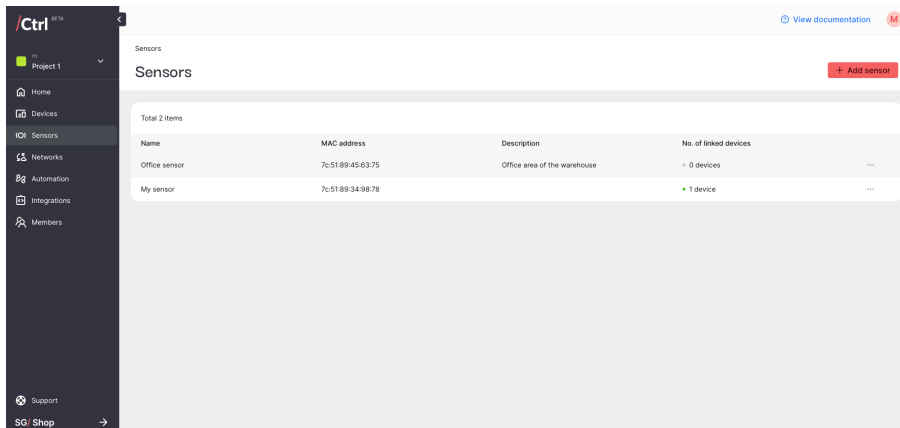 /Ctrl BETA
View documentation
M
m
Project 1
Sensors
Sensors
Add sensor
Home
Devices
Sensors
Networks
Automation
Integrations
Members
Total 2 items
Name MAC address Description No. of linked devices
Office sensor 7c:51:89:45:63:75 Office area of the warehouse 0 devices ...
My sensor 7c:51:89:34:98:78 1 device ...
Support
SG/ Shop